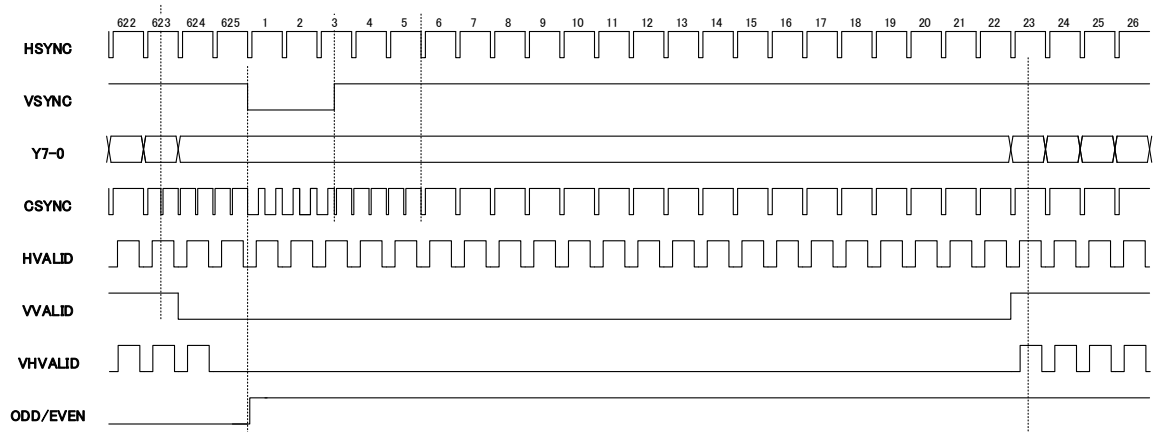 622 623 624 625 1 2 3 4 5 6 7 8 9 10 11 12 13 14 15 16 17 18 19 20 21 22 23 24 25 26
HSYNC
VSYNC
Y7-0
CSYNC
HVALID
VVALID
VHVALID
ODD/EVEN